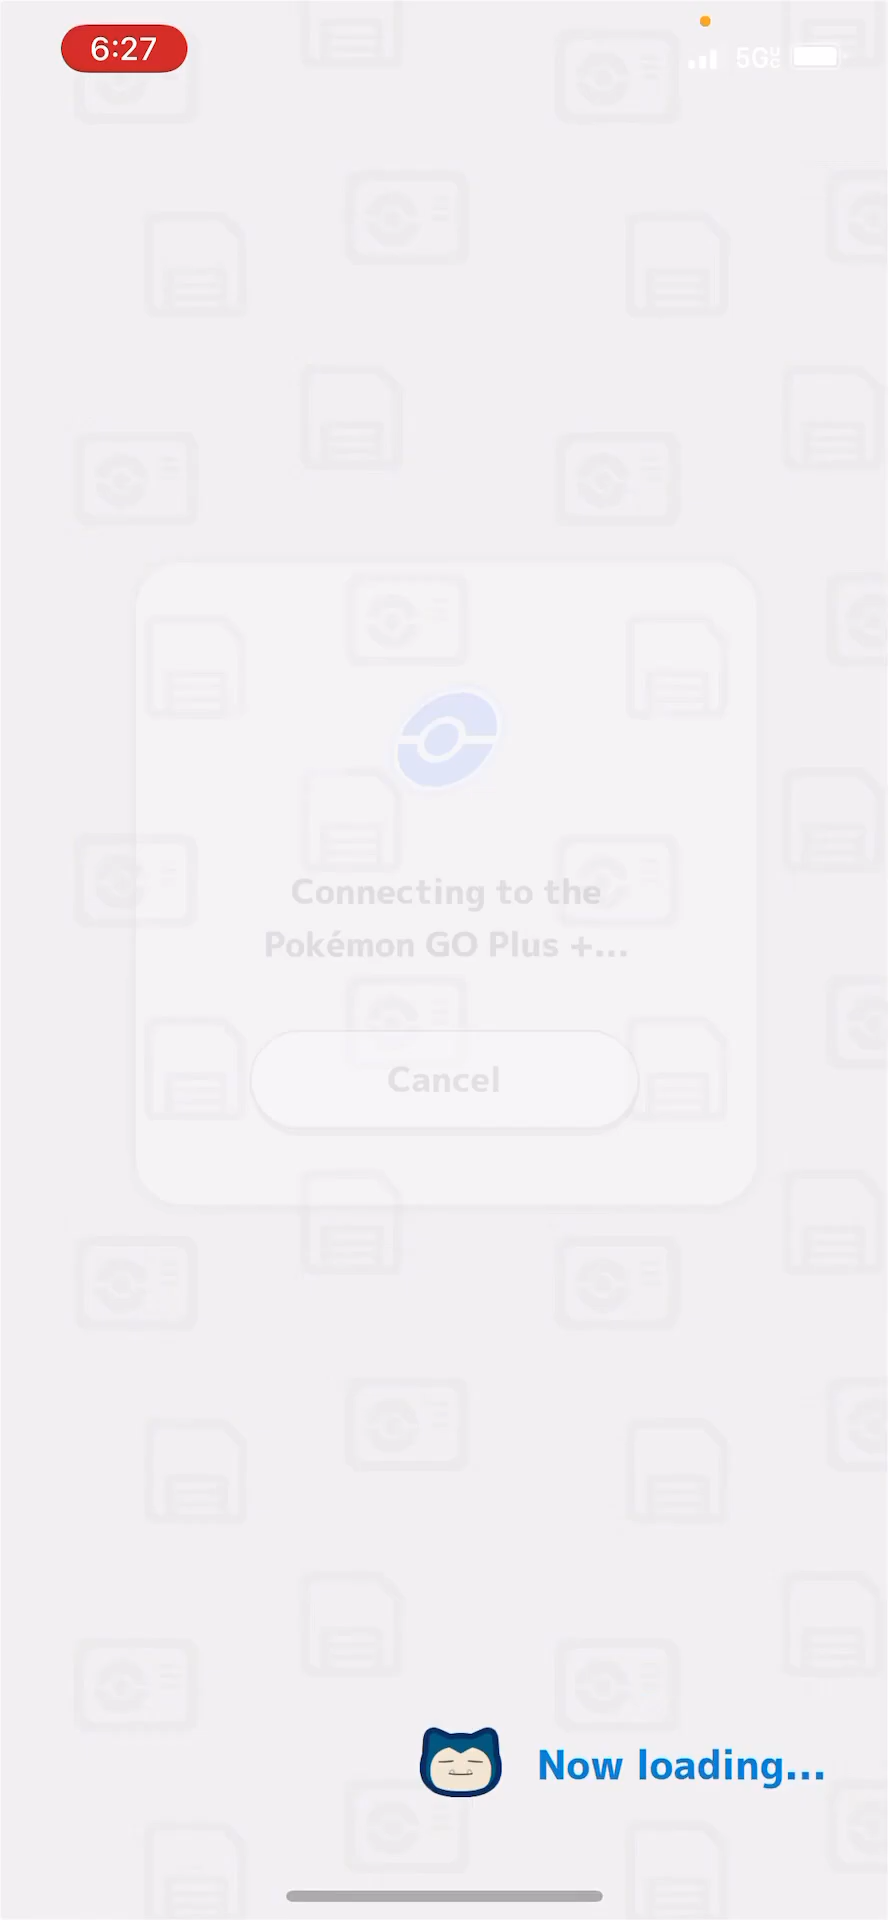 6:27
5G
Connecting to the
Pokémon GO Plus +...
Cancel
Now loading...